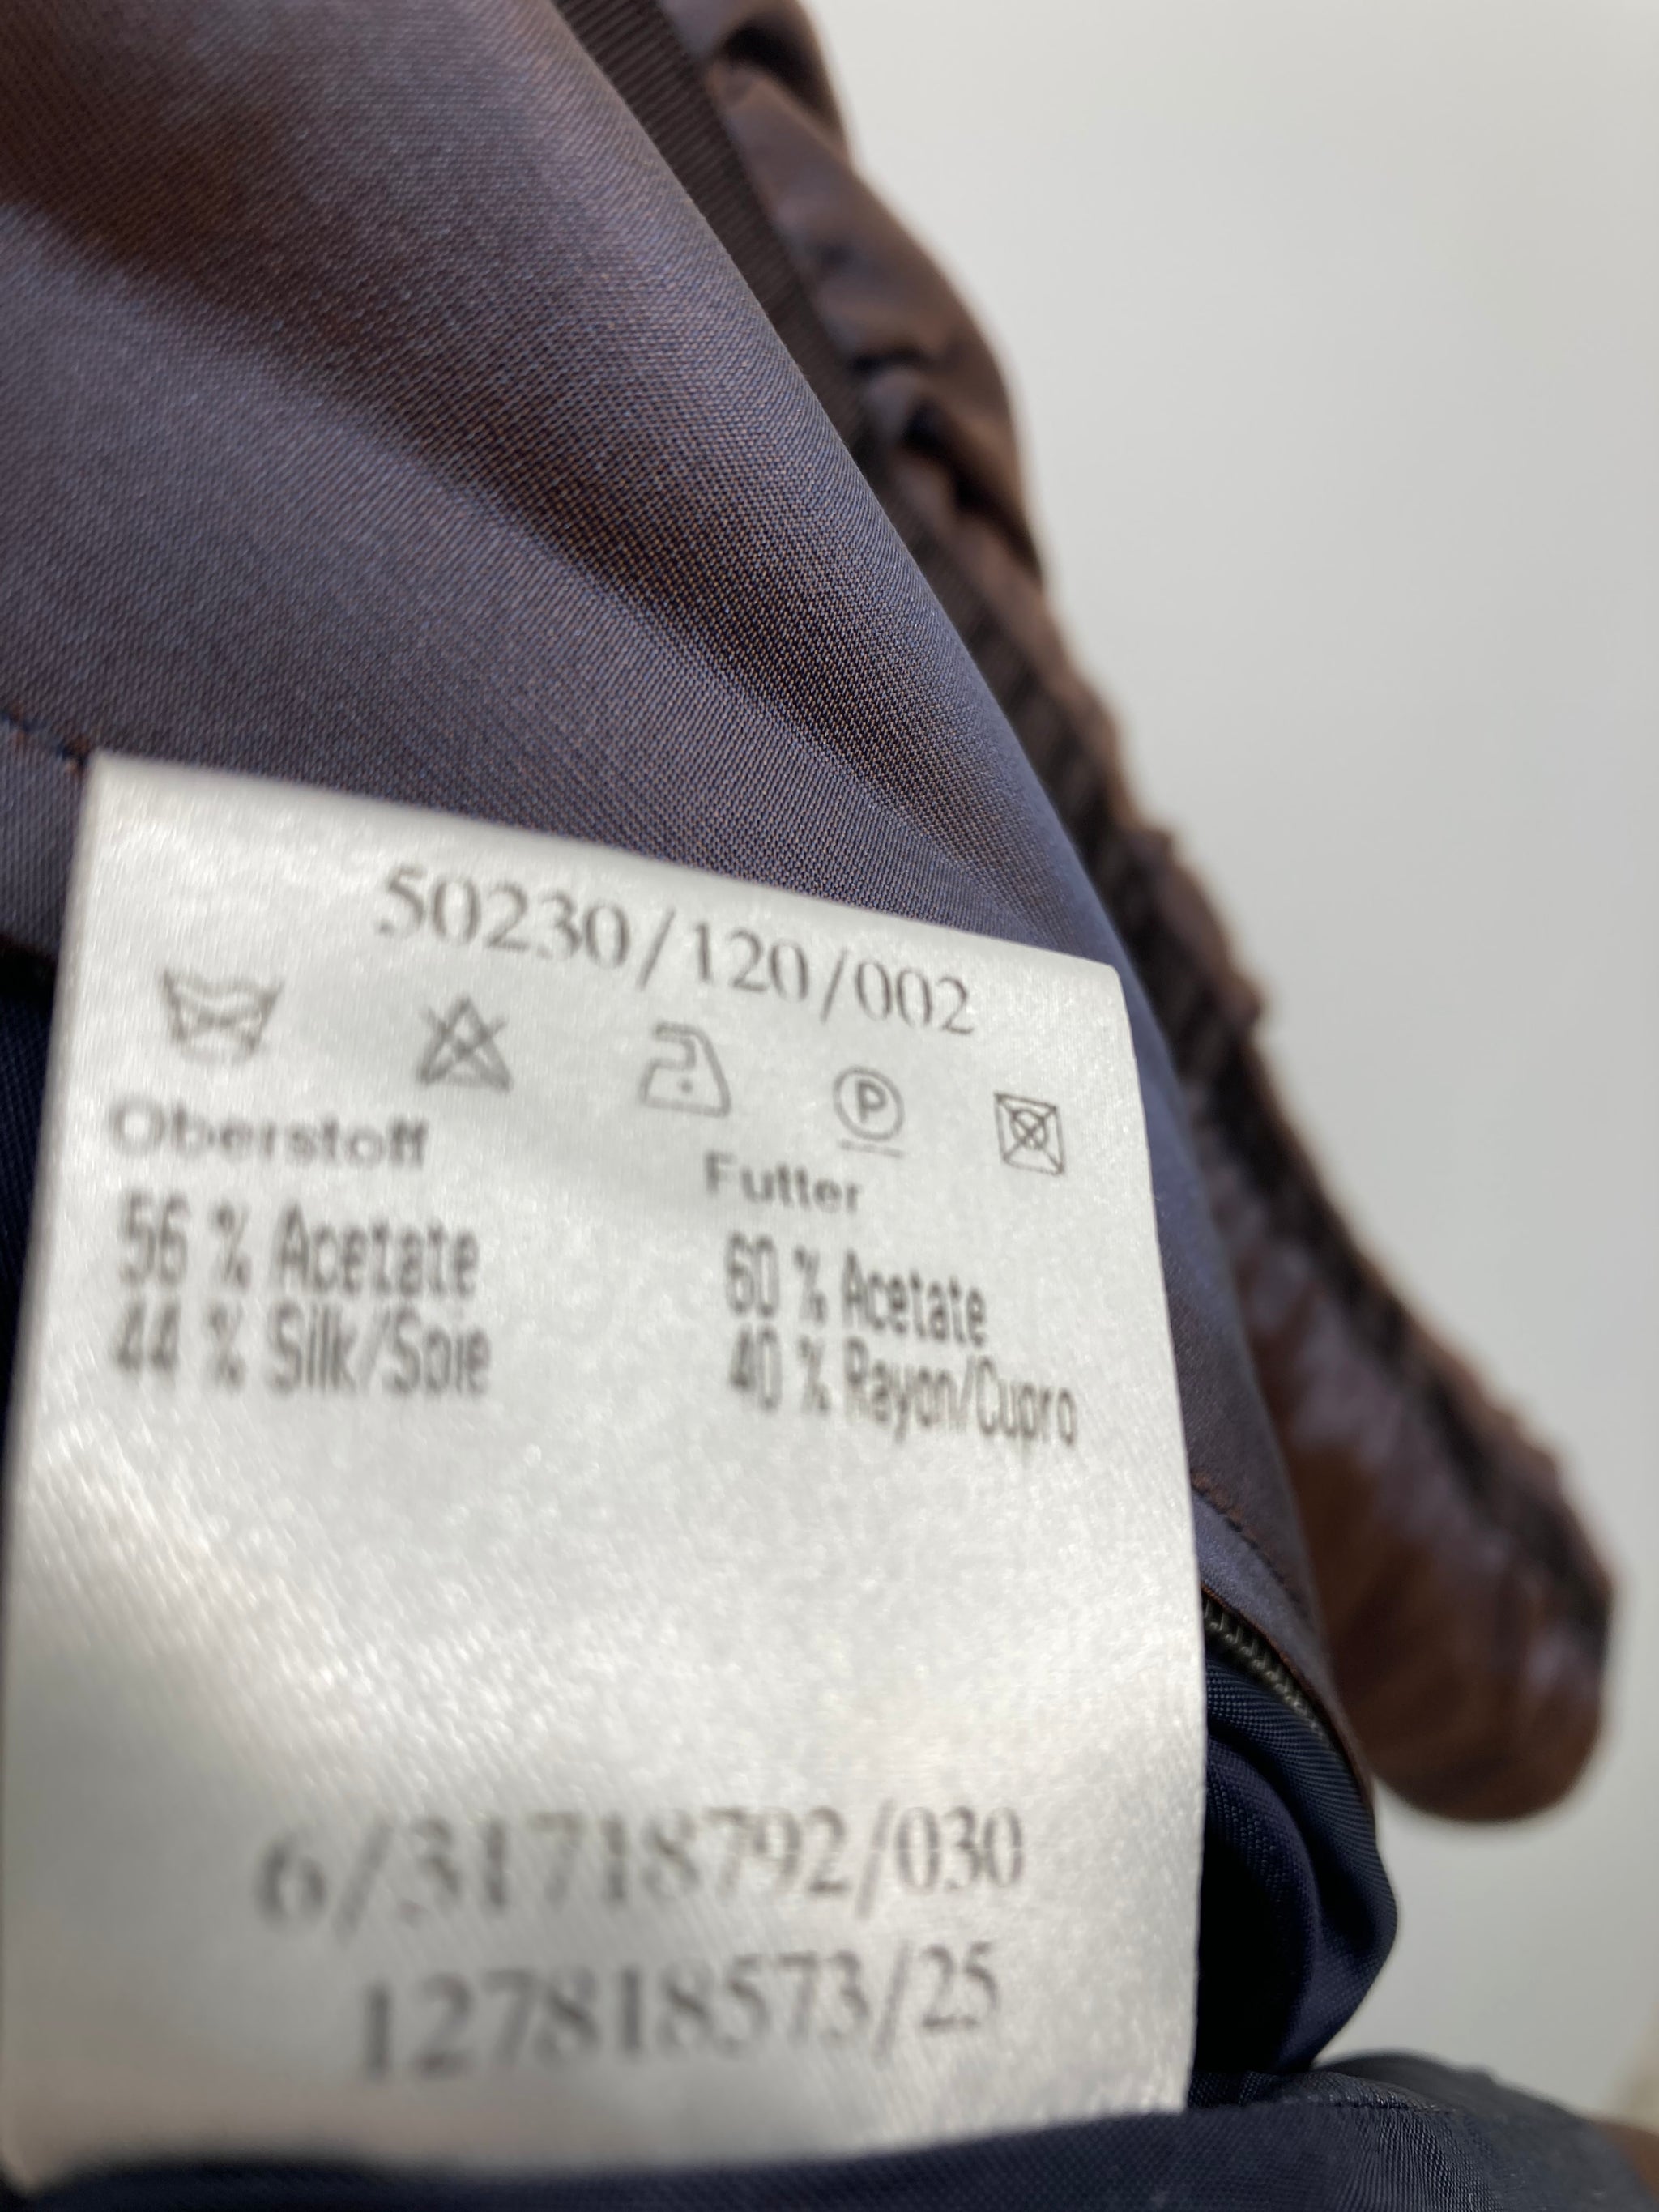 50230/120/002
P
Oberstoff
56 % Acetate
44 % Silk/Soie
Futter
60 % Acetate
40 % Rayon/Cupro
6/31718792/030
127818573/25